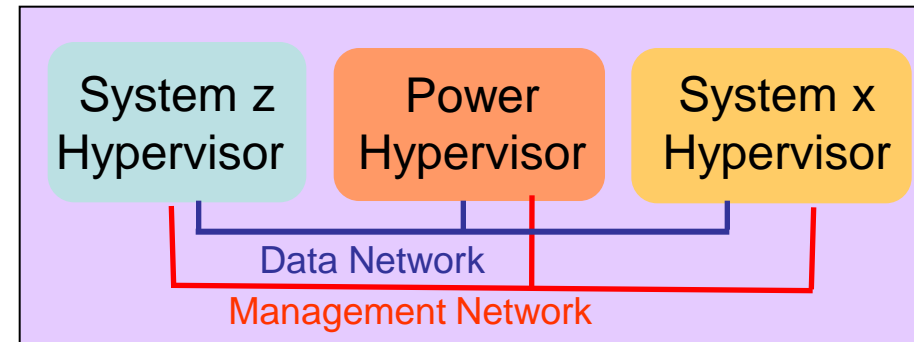 System z
Hypervisor
Power
Hypervisor
System x
Hypervisor
Data Network
Management Network